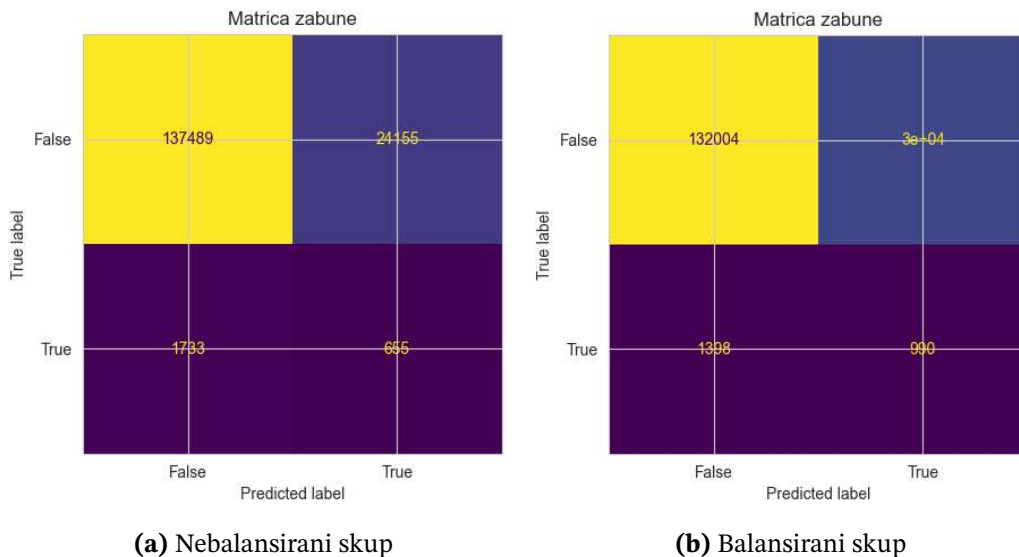 Matrica zabune
False
137489
24155
True
1733
655
False
True
True label
Predicted label
(a) Nebalansirani skup
Matrica zabune
False
132004
3e−04
True
1398
990
False
True
True label
Predicted label
(b) Balansirani skup